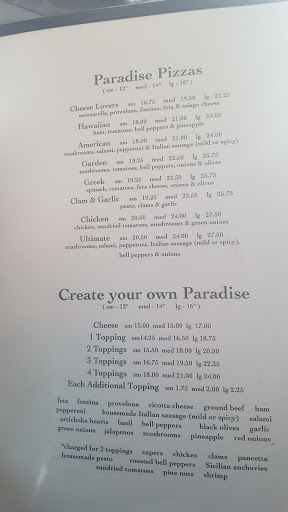 Paradise Pizzas
( sm - 12" med - 14" lg - 16" )
Cheese Lovers sm 16.75 med 19.50 lg 22.25
mozzarella, provolone, fontina, feta & asiago cheese
Hawaiian sm 18.00 med 21.00 lg 24.00
ham, tomatoes, bell peppers & pineapple
American sm 18.00 med 21.00 lg 24.00
mushrooms, salami, pepperoni & Italian sausage (mild or spicy)
Garden sm 19.25 med 22.50 lg 25.75
mushrooms, tomatoes, bell peppers, onions & olives
Greek sm 19.25 med 22.50 lg 25.75
spinach, tomatoes, feta cheese, onions & olives
Clam & Garlic sm 19.25 med 22.50 lg 25.75
pesto, clams & garlic
Chicken sm 20.50 med 24.00 lg 27.50
chicken, sundried tomatoes, mushrooms & green onions
Ultimate sm 20.50 med 24.00 lg 27.50
mushrooms, salami, pepperoni, Italian sausage (mild or spicy),
bell peppers & onions
Create your own Paradise
( sm - 12" med - 14" lg - 16" )
Cheese sm 13.00 med 15.00 lg 17.00
1 Topping sm14.25 med 16.50 lg 18.75
2 Toppings sm 15.50 med 18.00 lg 20.50
3 Toppings sm 16.75 med 19.50 lg 22.25
4 Toppings sm 18.00 med 21.00 lg 24.00
Each Additional Topping sm 1.75 med 2.00 lg 2.25
feta fontina provolone ricotta cheese ground beef ham
pepperoni housemade Italian sausage (mild or spicy) salami
artichoke hearts basil bell peppers black olives garlic
green onions jalapenos mushrooms pineapple red onions
*charged for 2 toppings capers chicken clams pancetta
housemade pesto roasted bell peppers Sicilian anchovies
sundried tomatoes pine nuts shrimp